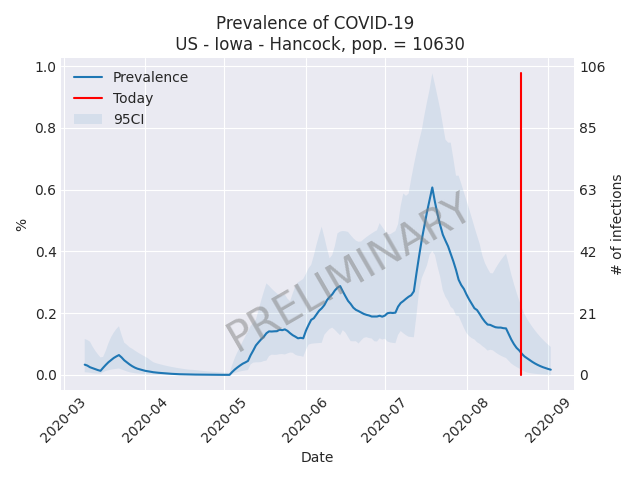 Prevalence of COVID-19
US - Iowa - Hancock, pop. = 10630
Prevalence
Today
95CI
PRELIMINARY
1.0
0.8
0.6
0.4
0.2
0.0
%
106
85
63
42
21
0
# of infections
2020-03
2020-04
2020-05
2020-06
2020-07
2020-08
2020-09
Date